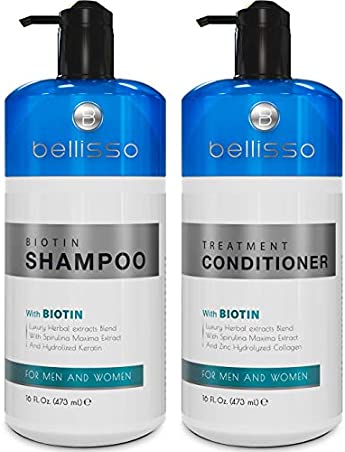 B
bellisso
BIOTIN
SHAMPOO
With BIOTIN
Luxury Herbal extracts Blend
With Spirulina Maxima Extract
And Hydrolized Keratin
FOR MEN AND WOMEN
16 FL Oz. (473 ml) ℮
B
bellisso
TREATMENT
CONDITIONER
With BIOTIN
Luxury Herbal extracts Blend
With Spirulina Maxima Extract
And Zinc Hydrolyzed Collagen
FOR MEN AND WOMEN
16 FL Oz. (473 ml) ℮